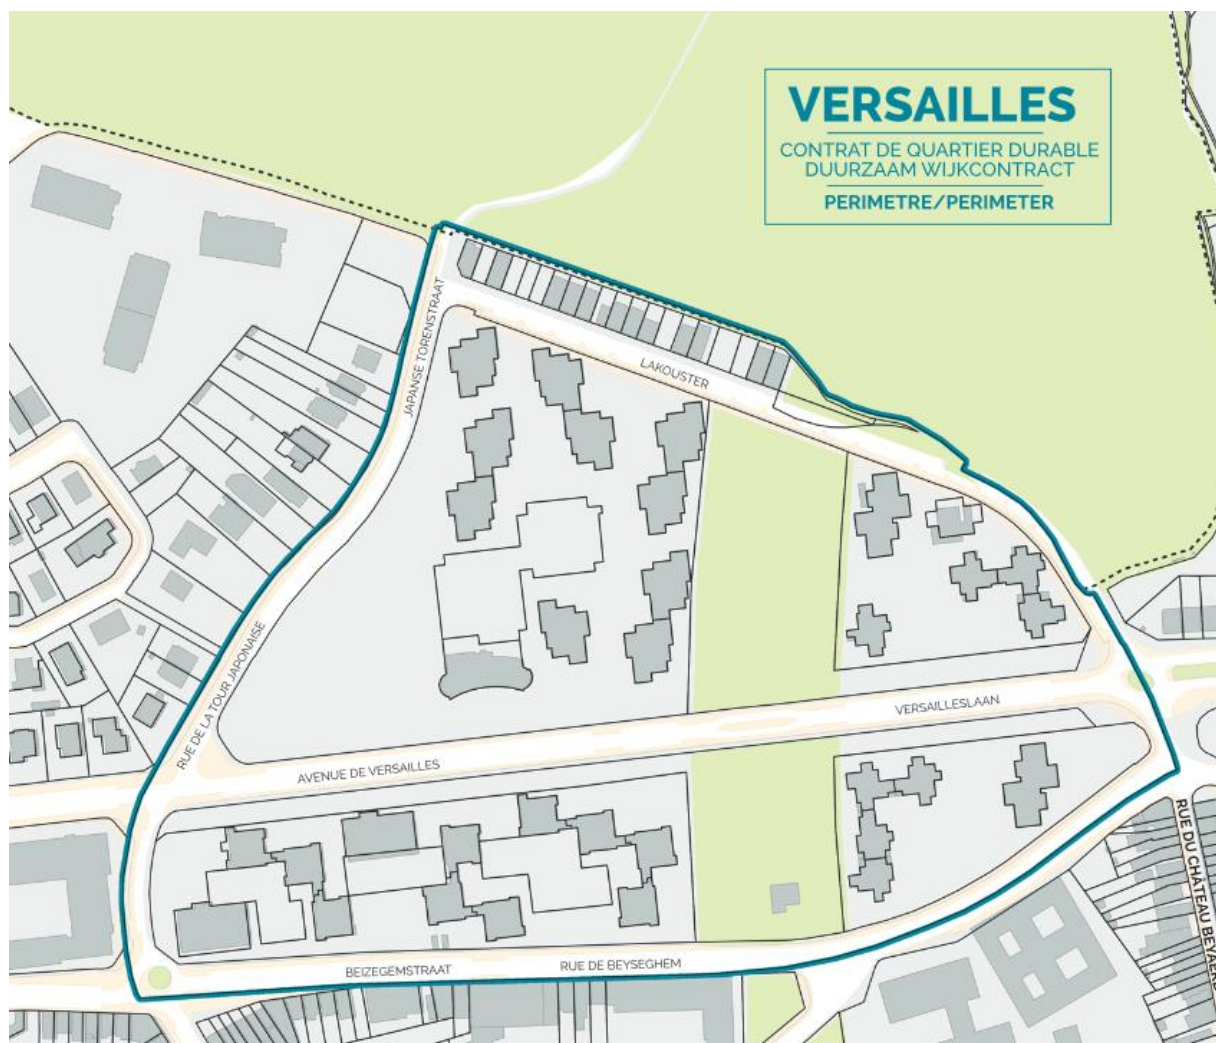 VERSAILLES
CONTRAT DE QUARTIER DURABLE
DUURZAAM WIJKCONTRACT
PERIMETRE/PERIMETER
JAPANSE TORENSTRAAT
LAKOUSTER
RUE DE LA TOUR JAPONAISE
VERSAILLESLAAN
AVENUE DE VERSAILLES
RUE DU CHATEAU BEYAERD
BEIZEGEMSTRAAT
RUE DE BEYSEGHEM